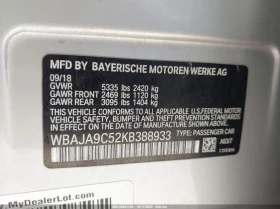 MFD BY BAYERISCHE MOTOREN WERKE AG
09/18
GVWR 5335 lbs 2420 kg
GAWR FRONT 2469 lbs 1120 kg
GAWR REAR 3095 lbs 1404 kg
THIS VEHICLE CONFORMS TO ALL APPLICABLE
FEDERAL MOTOR VEHICLE SAFETY, BUMPER,
AND THEFT PREVENTION STANDARDS IN EFFECT
ON THE DATE OF MANUFACTURE SHOWN ABOVE.
WBAJA9C52KB388933
TYPE: PASSENGER CAR
MyDealerLot.com